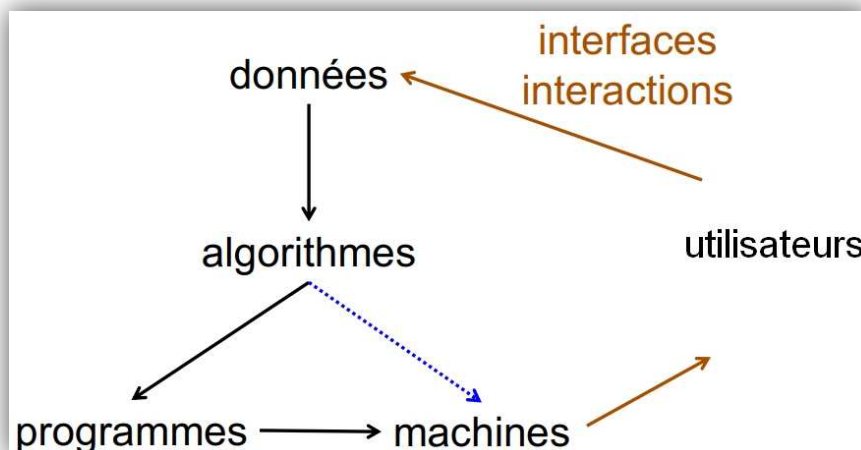 interfaces
interactions
données
algorithmes
utilisateurs
programmes
machines